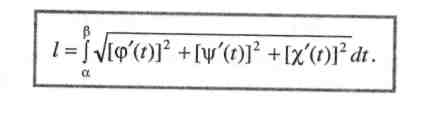 l = ∫_α^β √([φ′(t)]² + [ψ′(t)]² + [χ′(t)]²) dt.